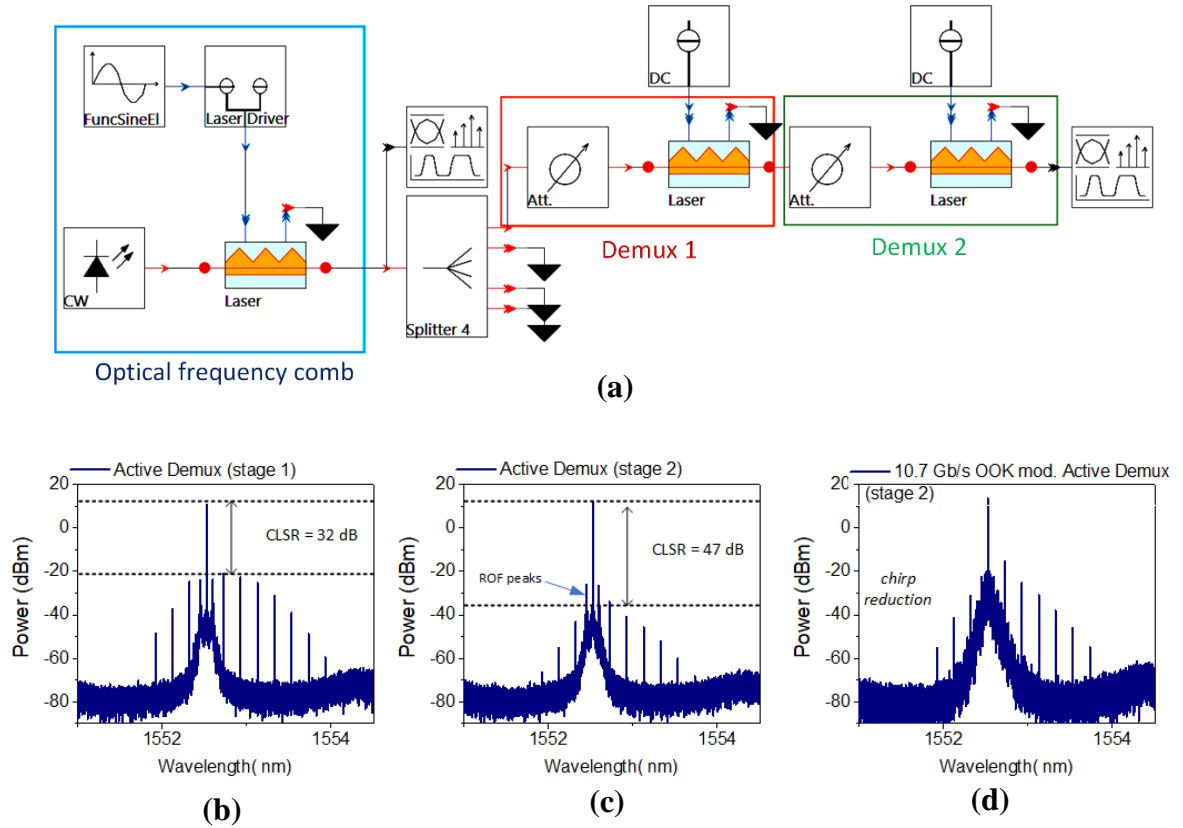 FuncSineEl
Laser Driver
DC
DC
CW
Laser
Splitter 4
Att.
Laser
Att.
Laser
Demux 1
Demux 2
Optical frequency comb
(a)
Active Demux (stage 1)
20
0
-20
-40
-60
-80
Power (dBm)
CLSR = 32 dB
1552
1554
Wavelength( nm)
(b)
Active Demux (stage 2)
20
0
-20
-40
-60
-80
Power (dBm)
CLSR = 47 dB
ROF peaks
1552
1554
Wavelength( nm)
(c)
10.7 Gb/s OOK mod. Active Demux
(stage 2)
20
0
-20
-40
-60
-80
Power (dBm)
chirp
reduction
1552
1554
Wavelength( nm)
(d)